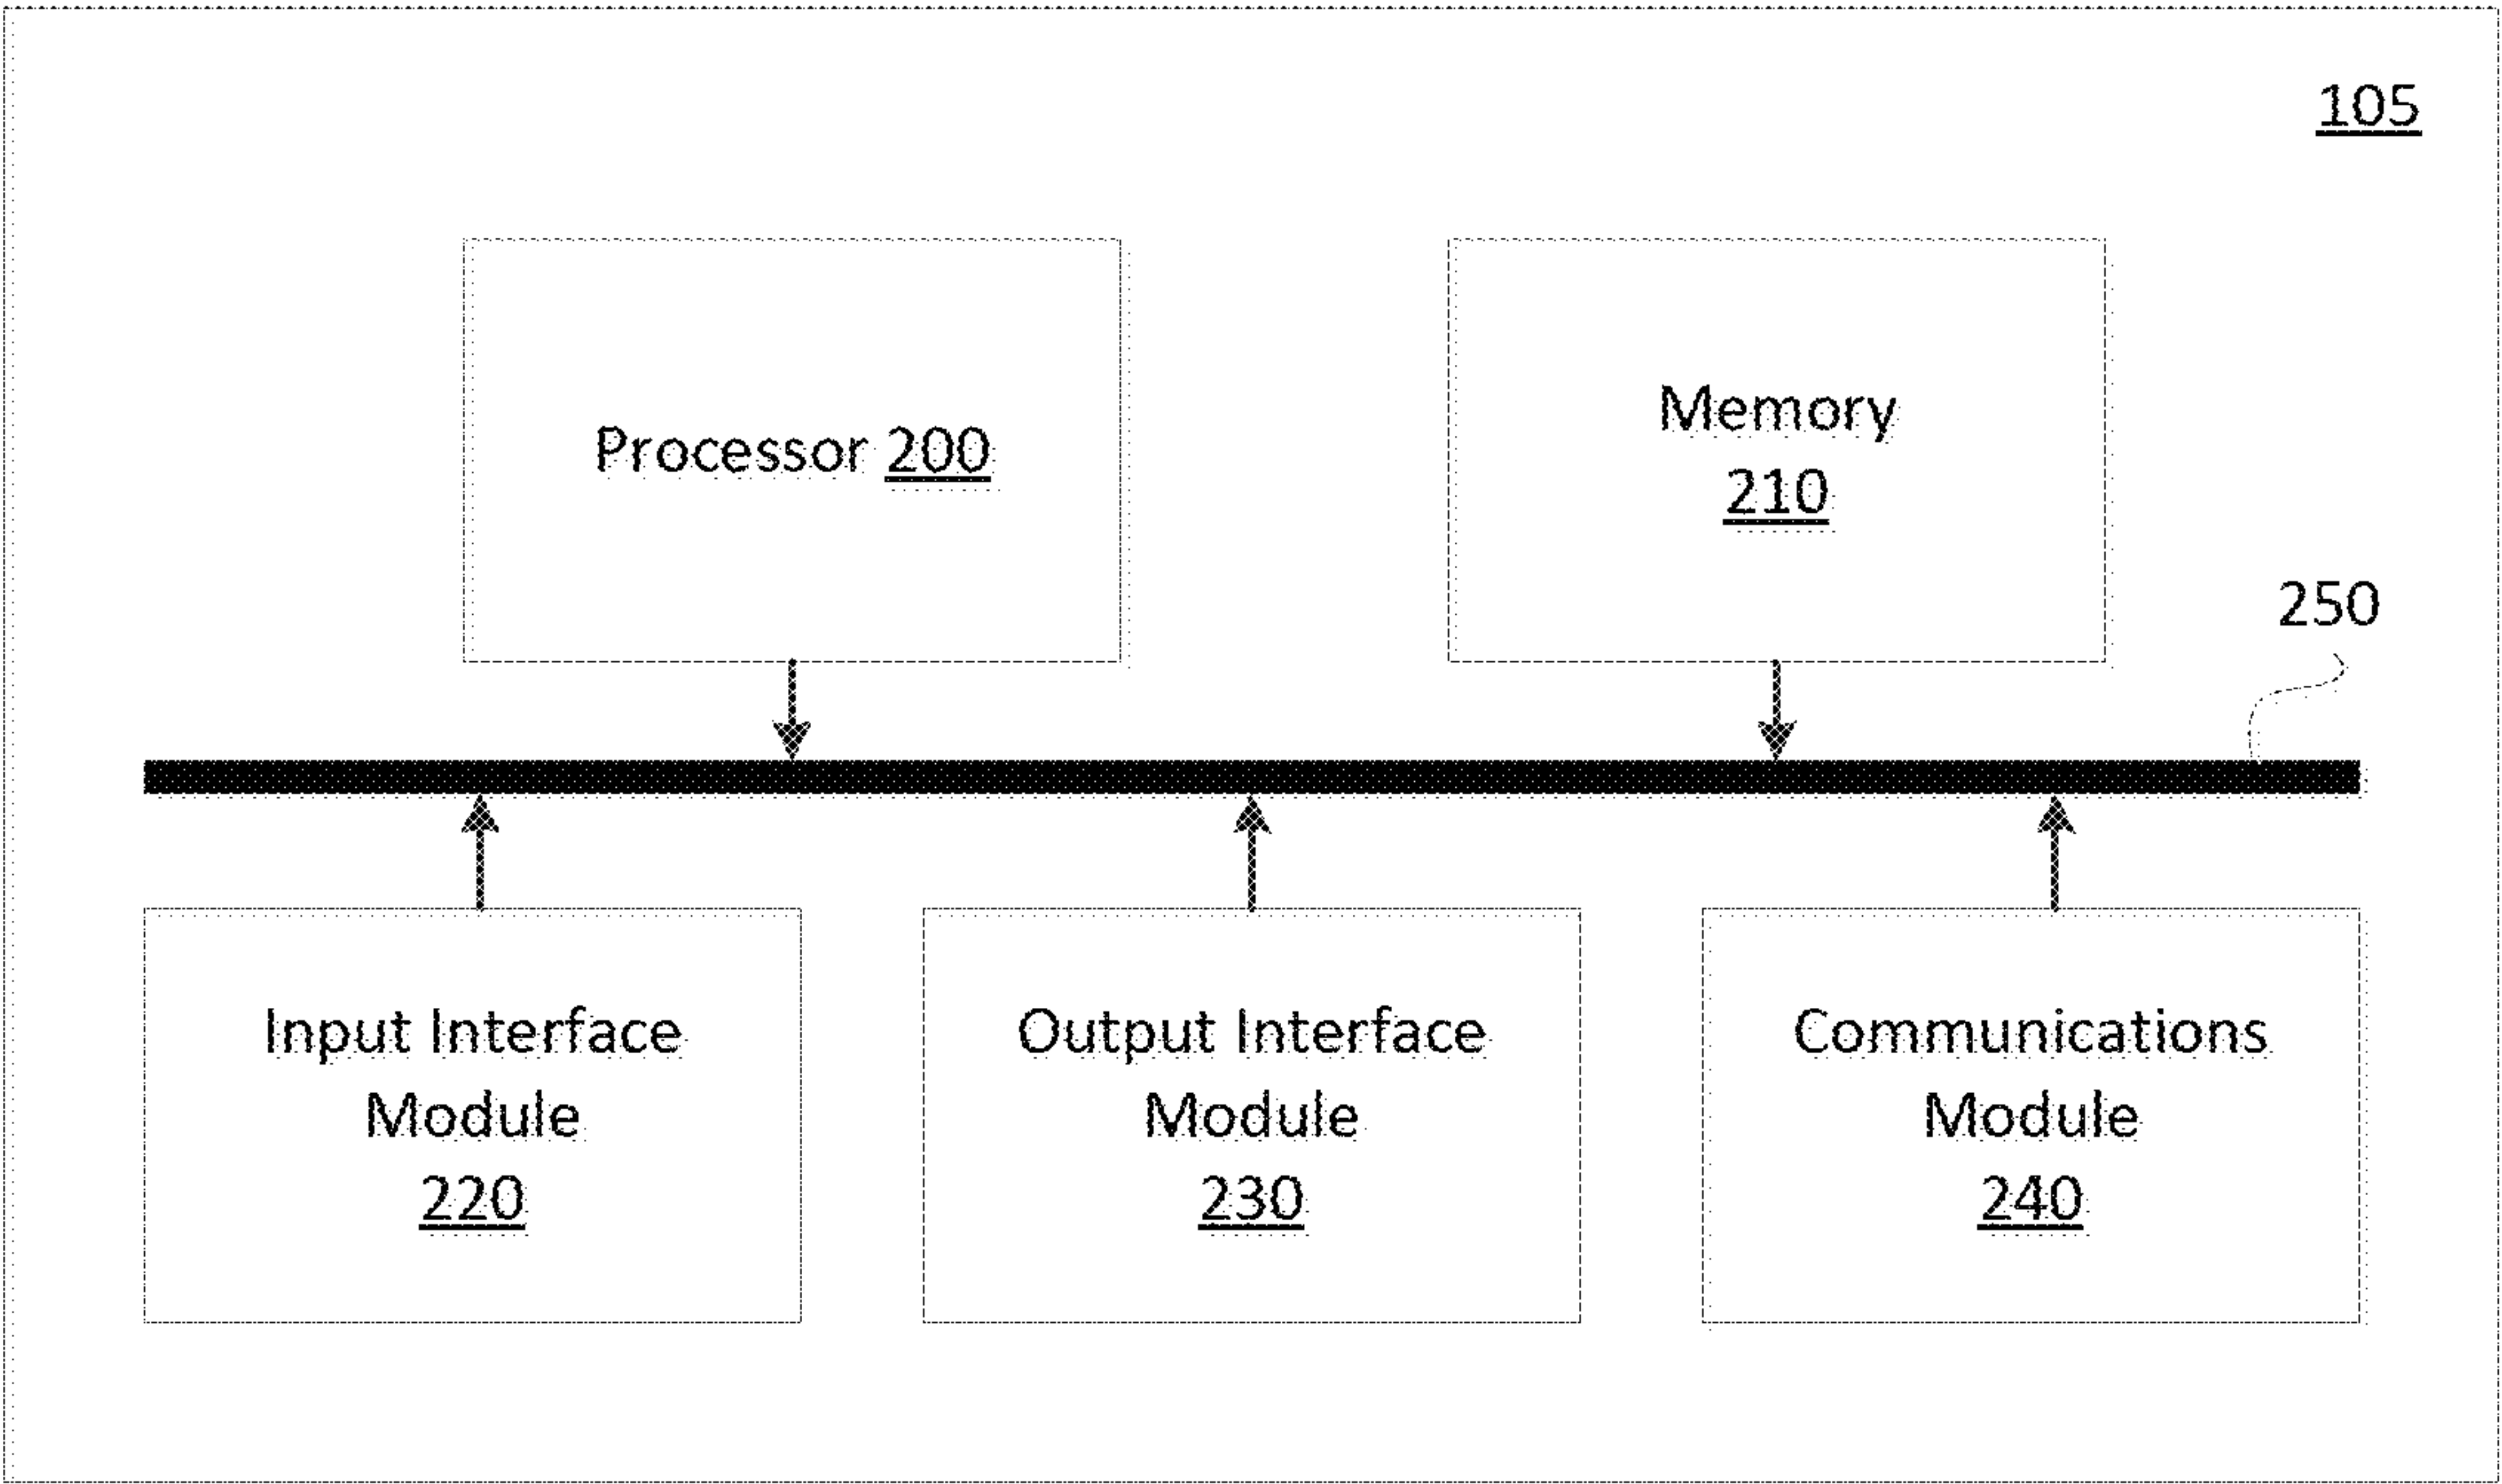 105
Processor 200
Memory
210
250
Input Interface
Module
220
Output Interface
Module
230
Communications
Module
240